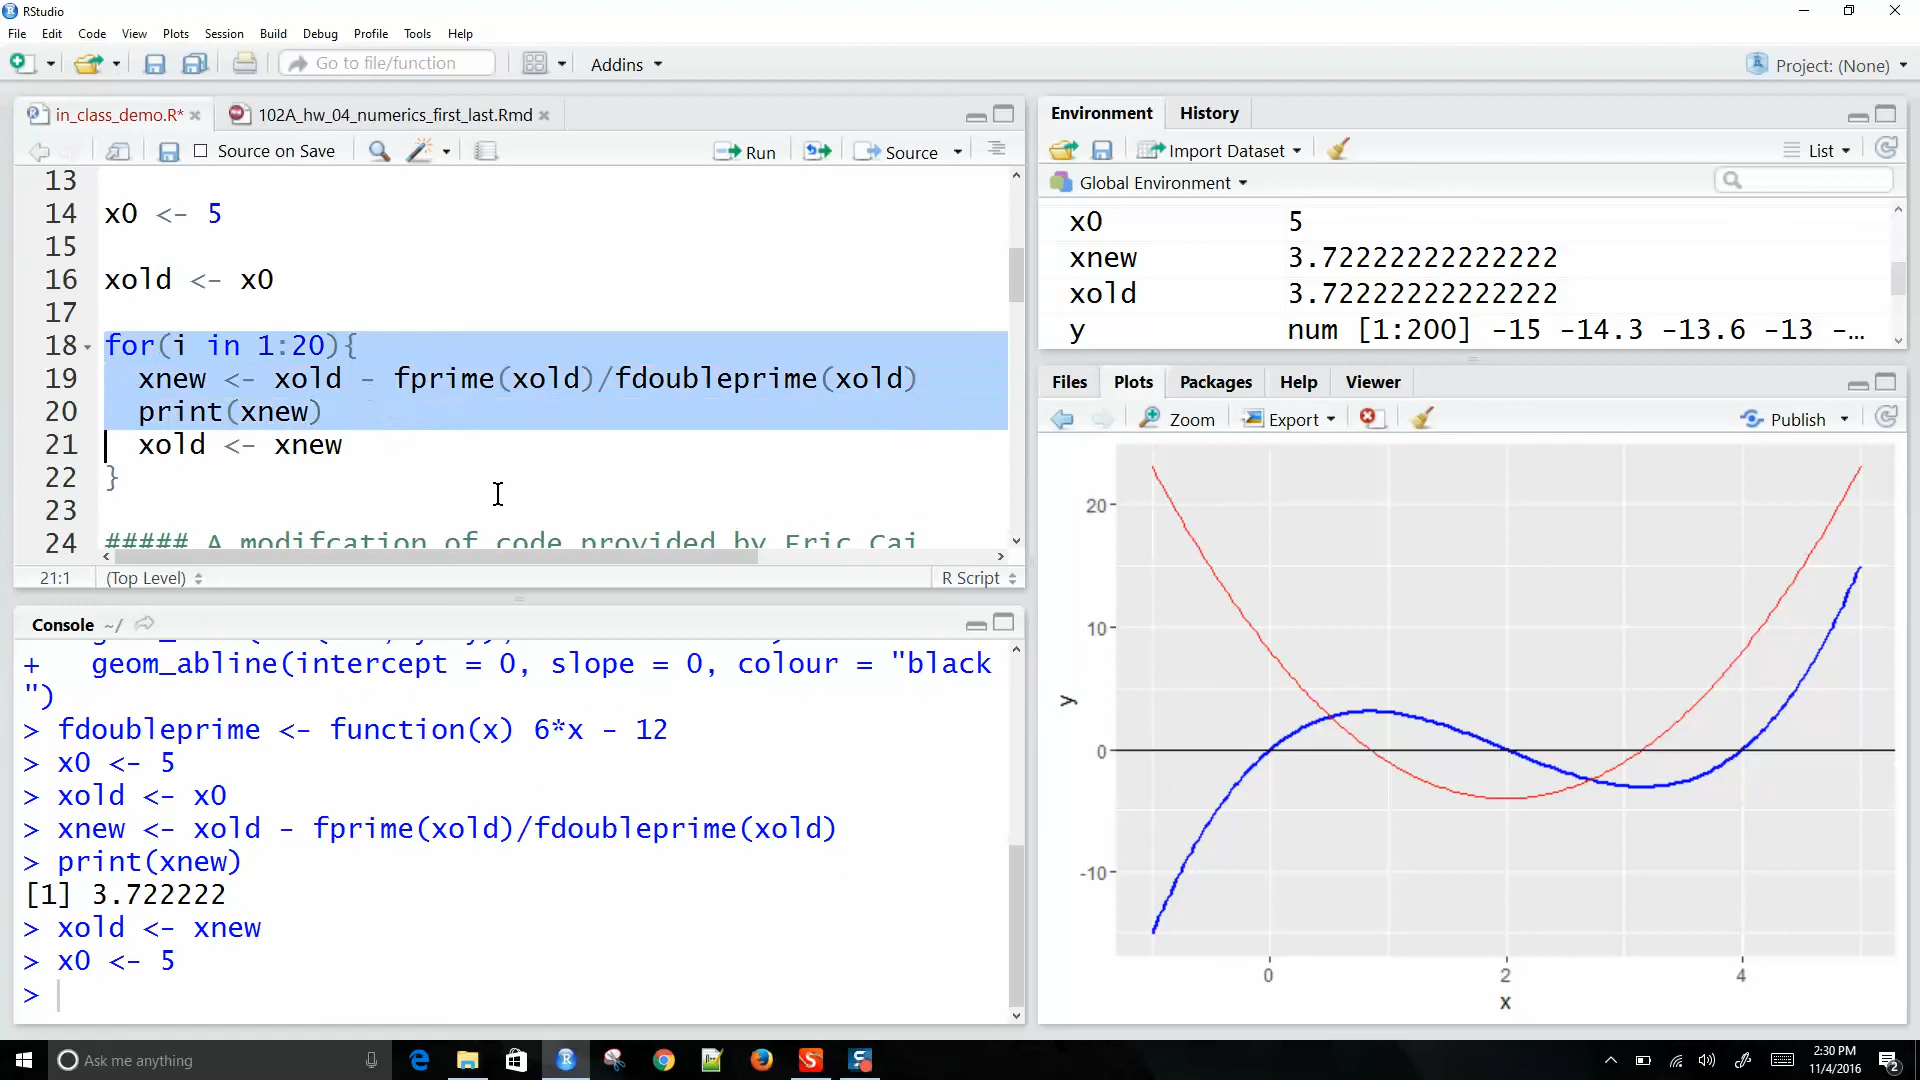 RStudio
File Edit Code View Plots Session Build Debug Profile Tools Help
Go to file/function Addins Project: (None)
in_class_demo.R* 102A_hw_04_numerics_first_last.Rmd
Source on Save Run Source
13
14 x0 <- 5
15
16 xold <- x0
17
18 for(i in 1:20){
19 xnew <- xold - fprime(xold)/fdoubleprime(xold)
20 print(xnew)
21 xold <- xnew
22 }
23
24 ##### A modifcation of code provided by Eric Cai
21:1 (Top Level) R Script
Console ~/
+ geom_abline(intercept = 0, slope = 0, colour = "black
")
> fdoubleprime <- function(x) 6*x - 12
> x0 <- 5
> xold <- x0
> xnew <- xold - fprime(xold)/fdoubleprime(xold)
> print(xnew)
[1] 3.722222
> xold <- xnew
> x0 <- 5
>
Environment History
Import Dataset List
Global Environment
x0 5
xnew 3.72222222222222
xold 3.72222222222222
y num [1:200] -15 -14.3 -13.6 -13 -...
Files Plots Packages Help Viewer
Zoom Export Publish
20
10
0
-10
y
0 2 4
x
Ask me anything
2:30 PM
11/4/2016
2